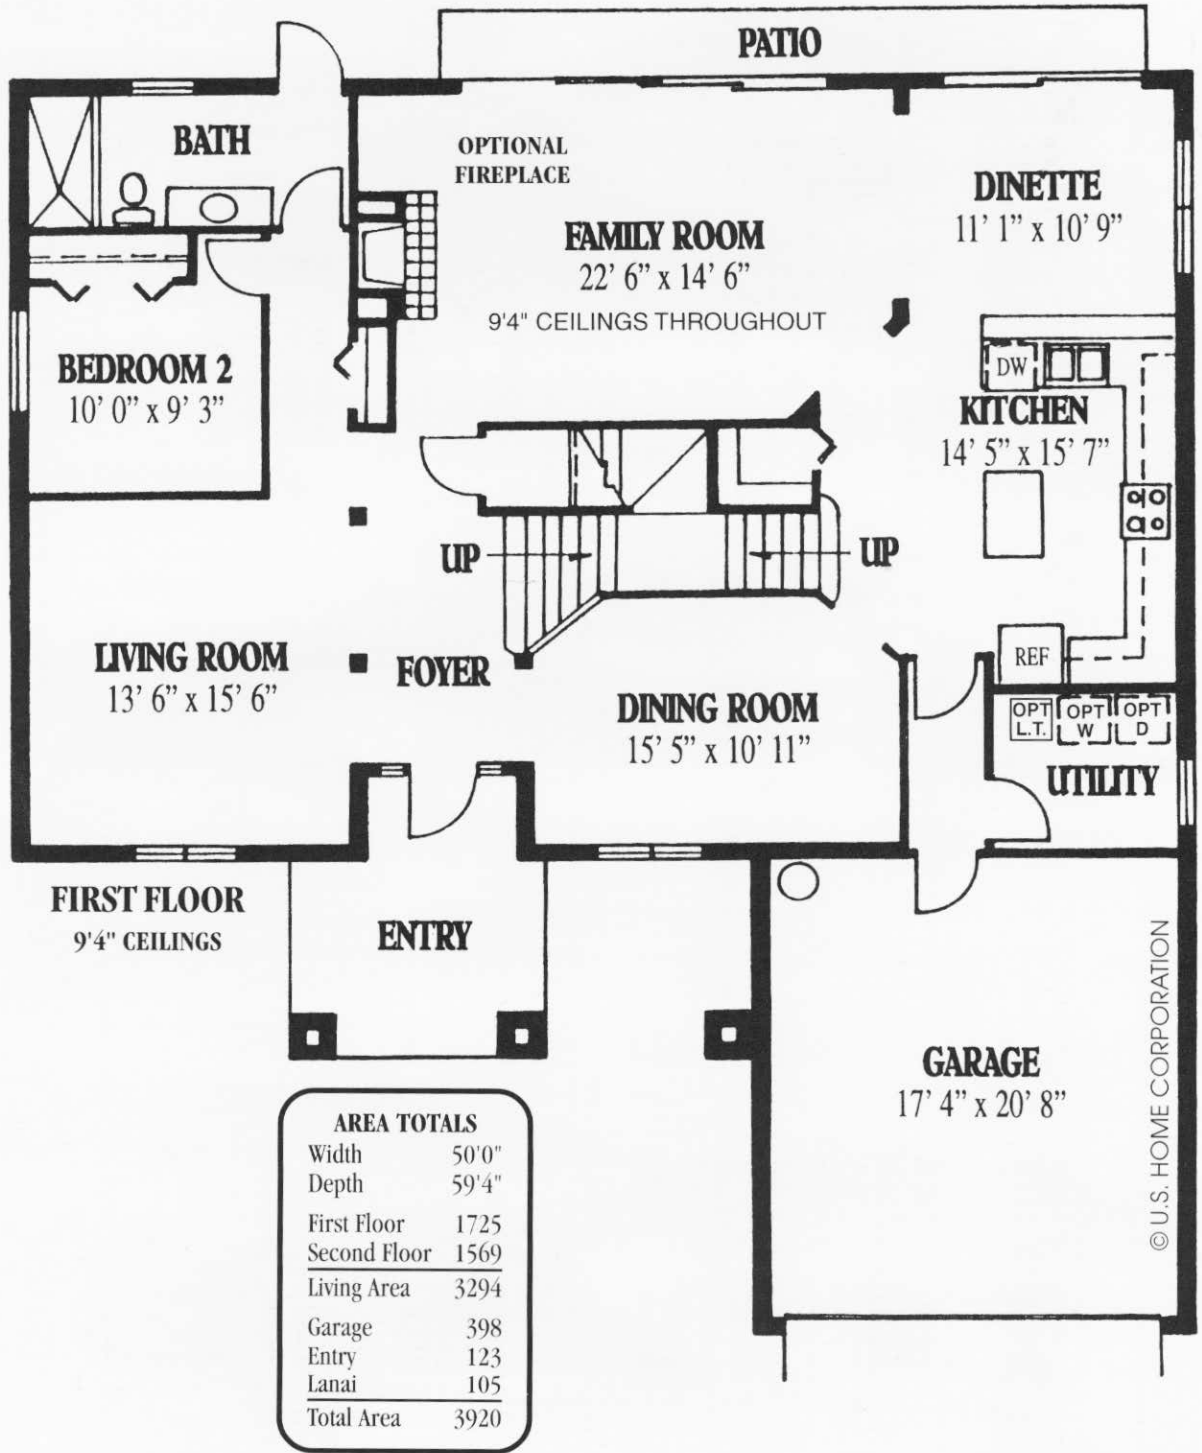 PATIO
BATH
OPTIONAL
FIREPLACE
FAMILY ROOM
22' 6" x 14' 6"
9'4" CEILINGS THROUGHOUT
DINETTE
11' 1" x 10' 9"
BEDROOM 2
10' 0" x 9' 3"
DW
KITCHEN
14' 5" x 15' 7"
UP
UP
LIVING ROOM
13' 6" x 15' 6"
FOYER
DINING ROOM
15' 5" x 10' 11"
REF
OPT
L.T.
OPT
W
OPT
D
UTILITY
FIRST FLOOR
9'4" CEILINGS
ENTRY
GARAGE
17' 4" x 20' 8"
© U.S. HOME CORPORATION
AREA TOTALS
Width 50'0"
Depth 59'4"
First Floor 1725
Second Floor 1569
Living Area 3294
Garage 398
Entry 123
Lanai 105
Total Area 3920